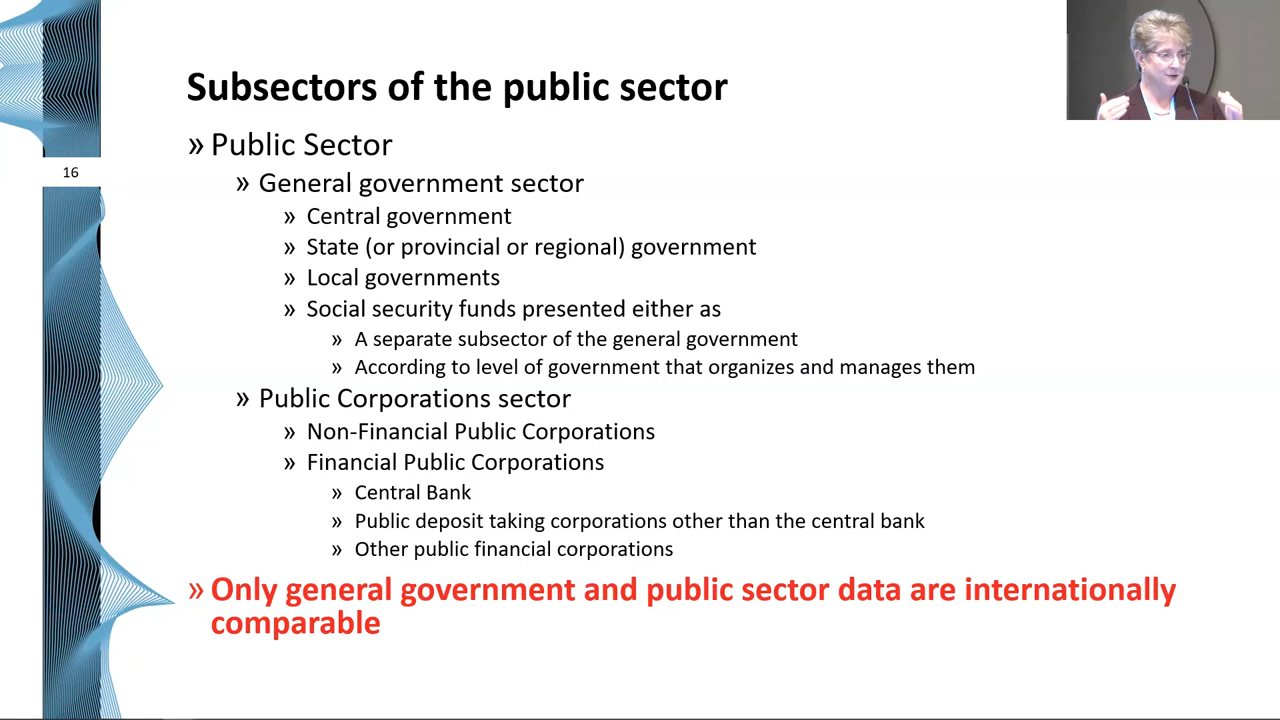 Subsectors of the public sector
» Public Sector
16
» General government sector
» Central government
» State (or provincial or regional) government
» Local governments
» Social security funds presented either as
» A separate subsector of the general government
» According to level of government that organizes and manages them
» Public Corporations sector
» Non-Financial Public Corporations
» Financial Public Corporations
» Central Bank
» Public deposit taking corporations other than the central bank
» Other public financial corporations
» Only general government and public sector data are internationally
comparable